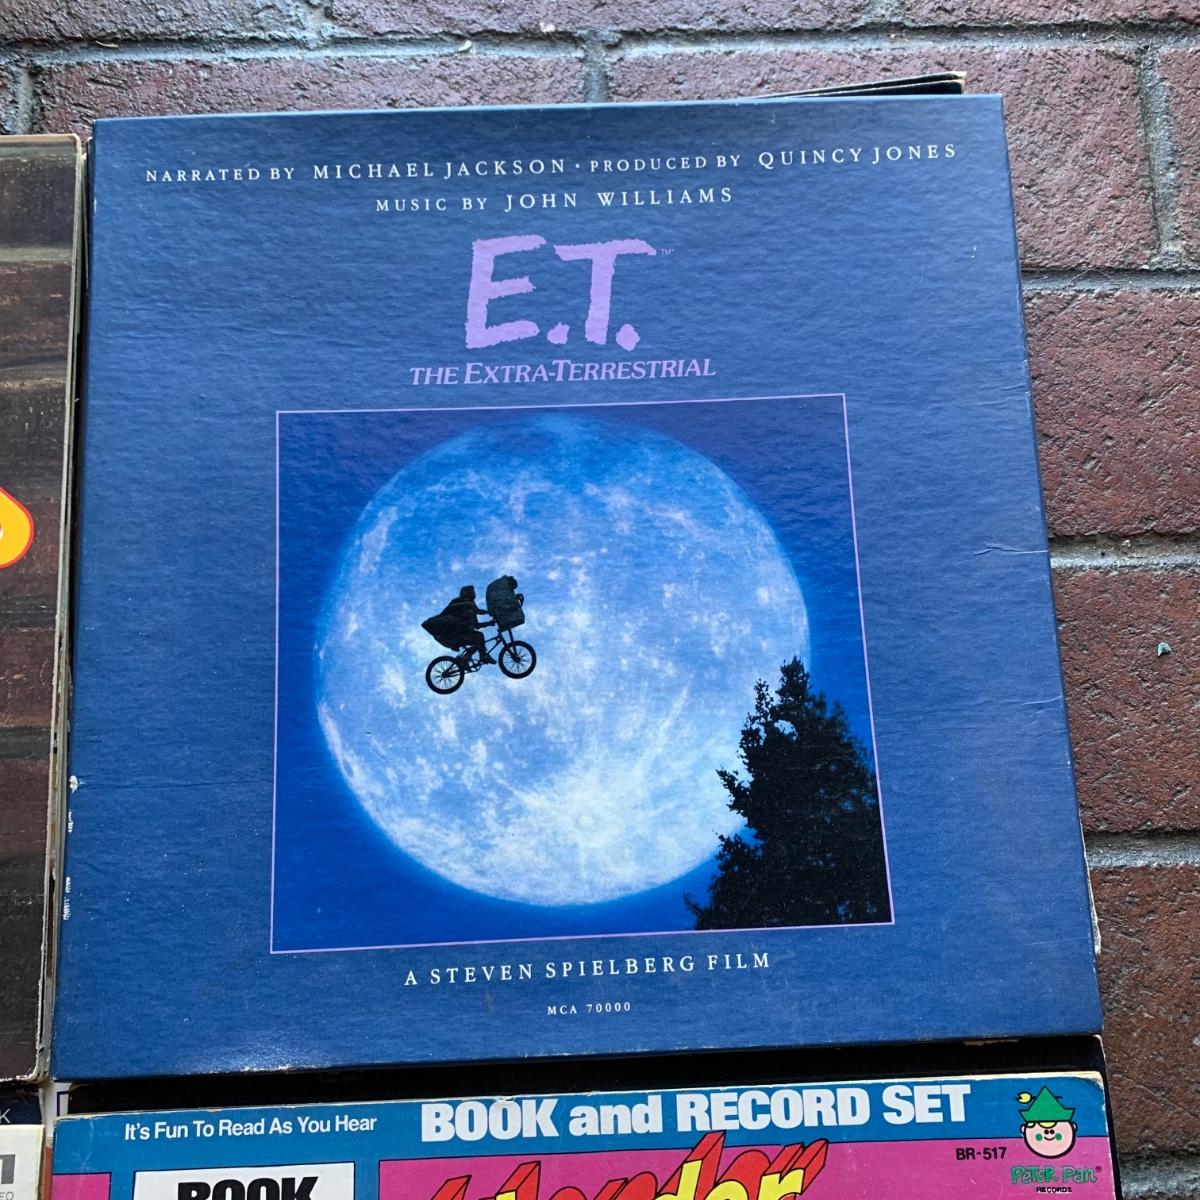 NARRATED BY MICHAEL JACKSON · PRODUCED BY QUINCY JONES
MUSIC BY JOHN WILLIAMS
E.T.™
THE EXTRA-TERRESTRIAL
A STEVEN SPIELBERG FILM
MCA 70000
It's Fun To Read As You Hear
BOOK and RECORD SET
BR-517
PETER PAN®
RECORDS
BOOK